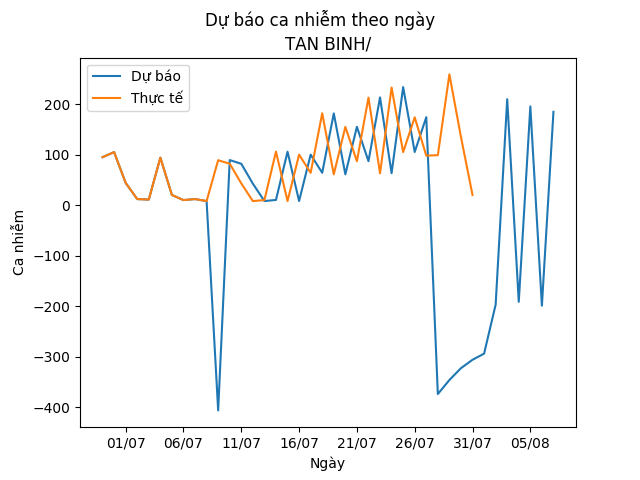 Dự báo ca nhiễm theo ngày
TAN BINH/
Dự báo
Thực tế
Ca nhiễm
200
100
0
−100
−200
−300
−400
01/07 06/07 11/07 16/07 21/07 26/07 31/07 05/08
Ngày